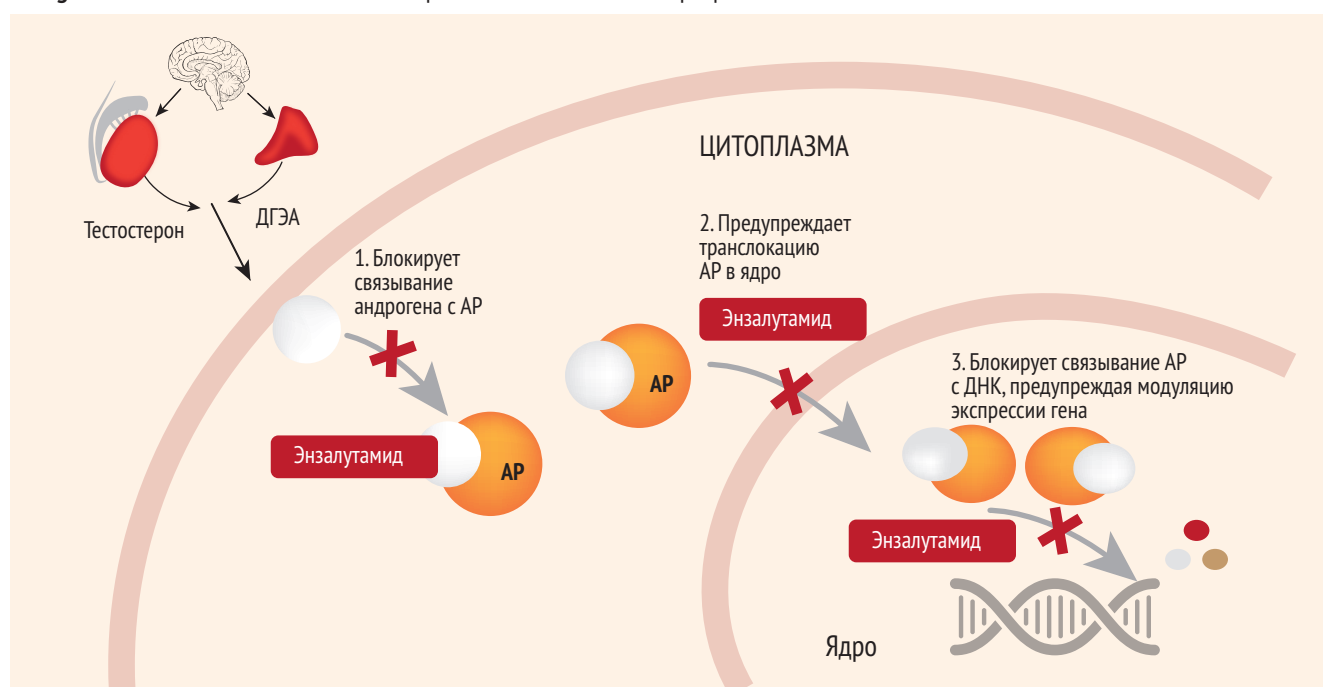 Тестостерон
ДГЭА
ЦИТОПЛАЗМА
1. Блокирует
связывание
андрогена с АР
Энзалутамид
АР
2. Предупреждает
транслокацию
АР в ядро
Энзалутамид
АР
3. Блокирует связывание АР
с ДНК, предупреждая модуляцию
экспрессии гена
Энзалутамид
Ядро